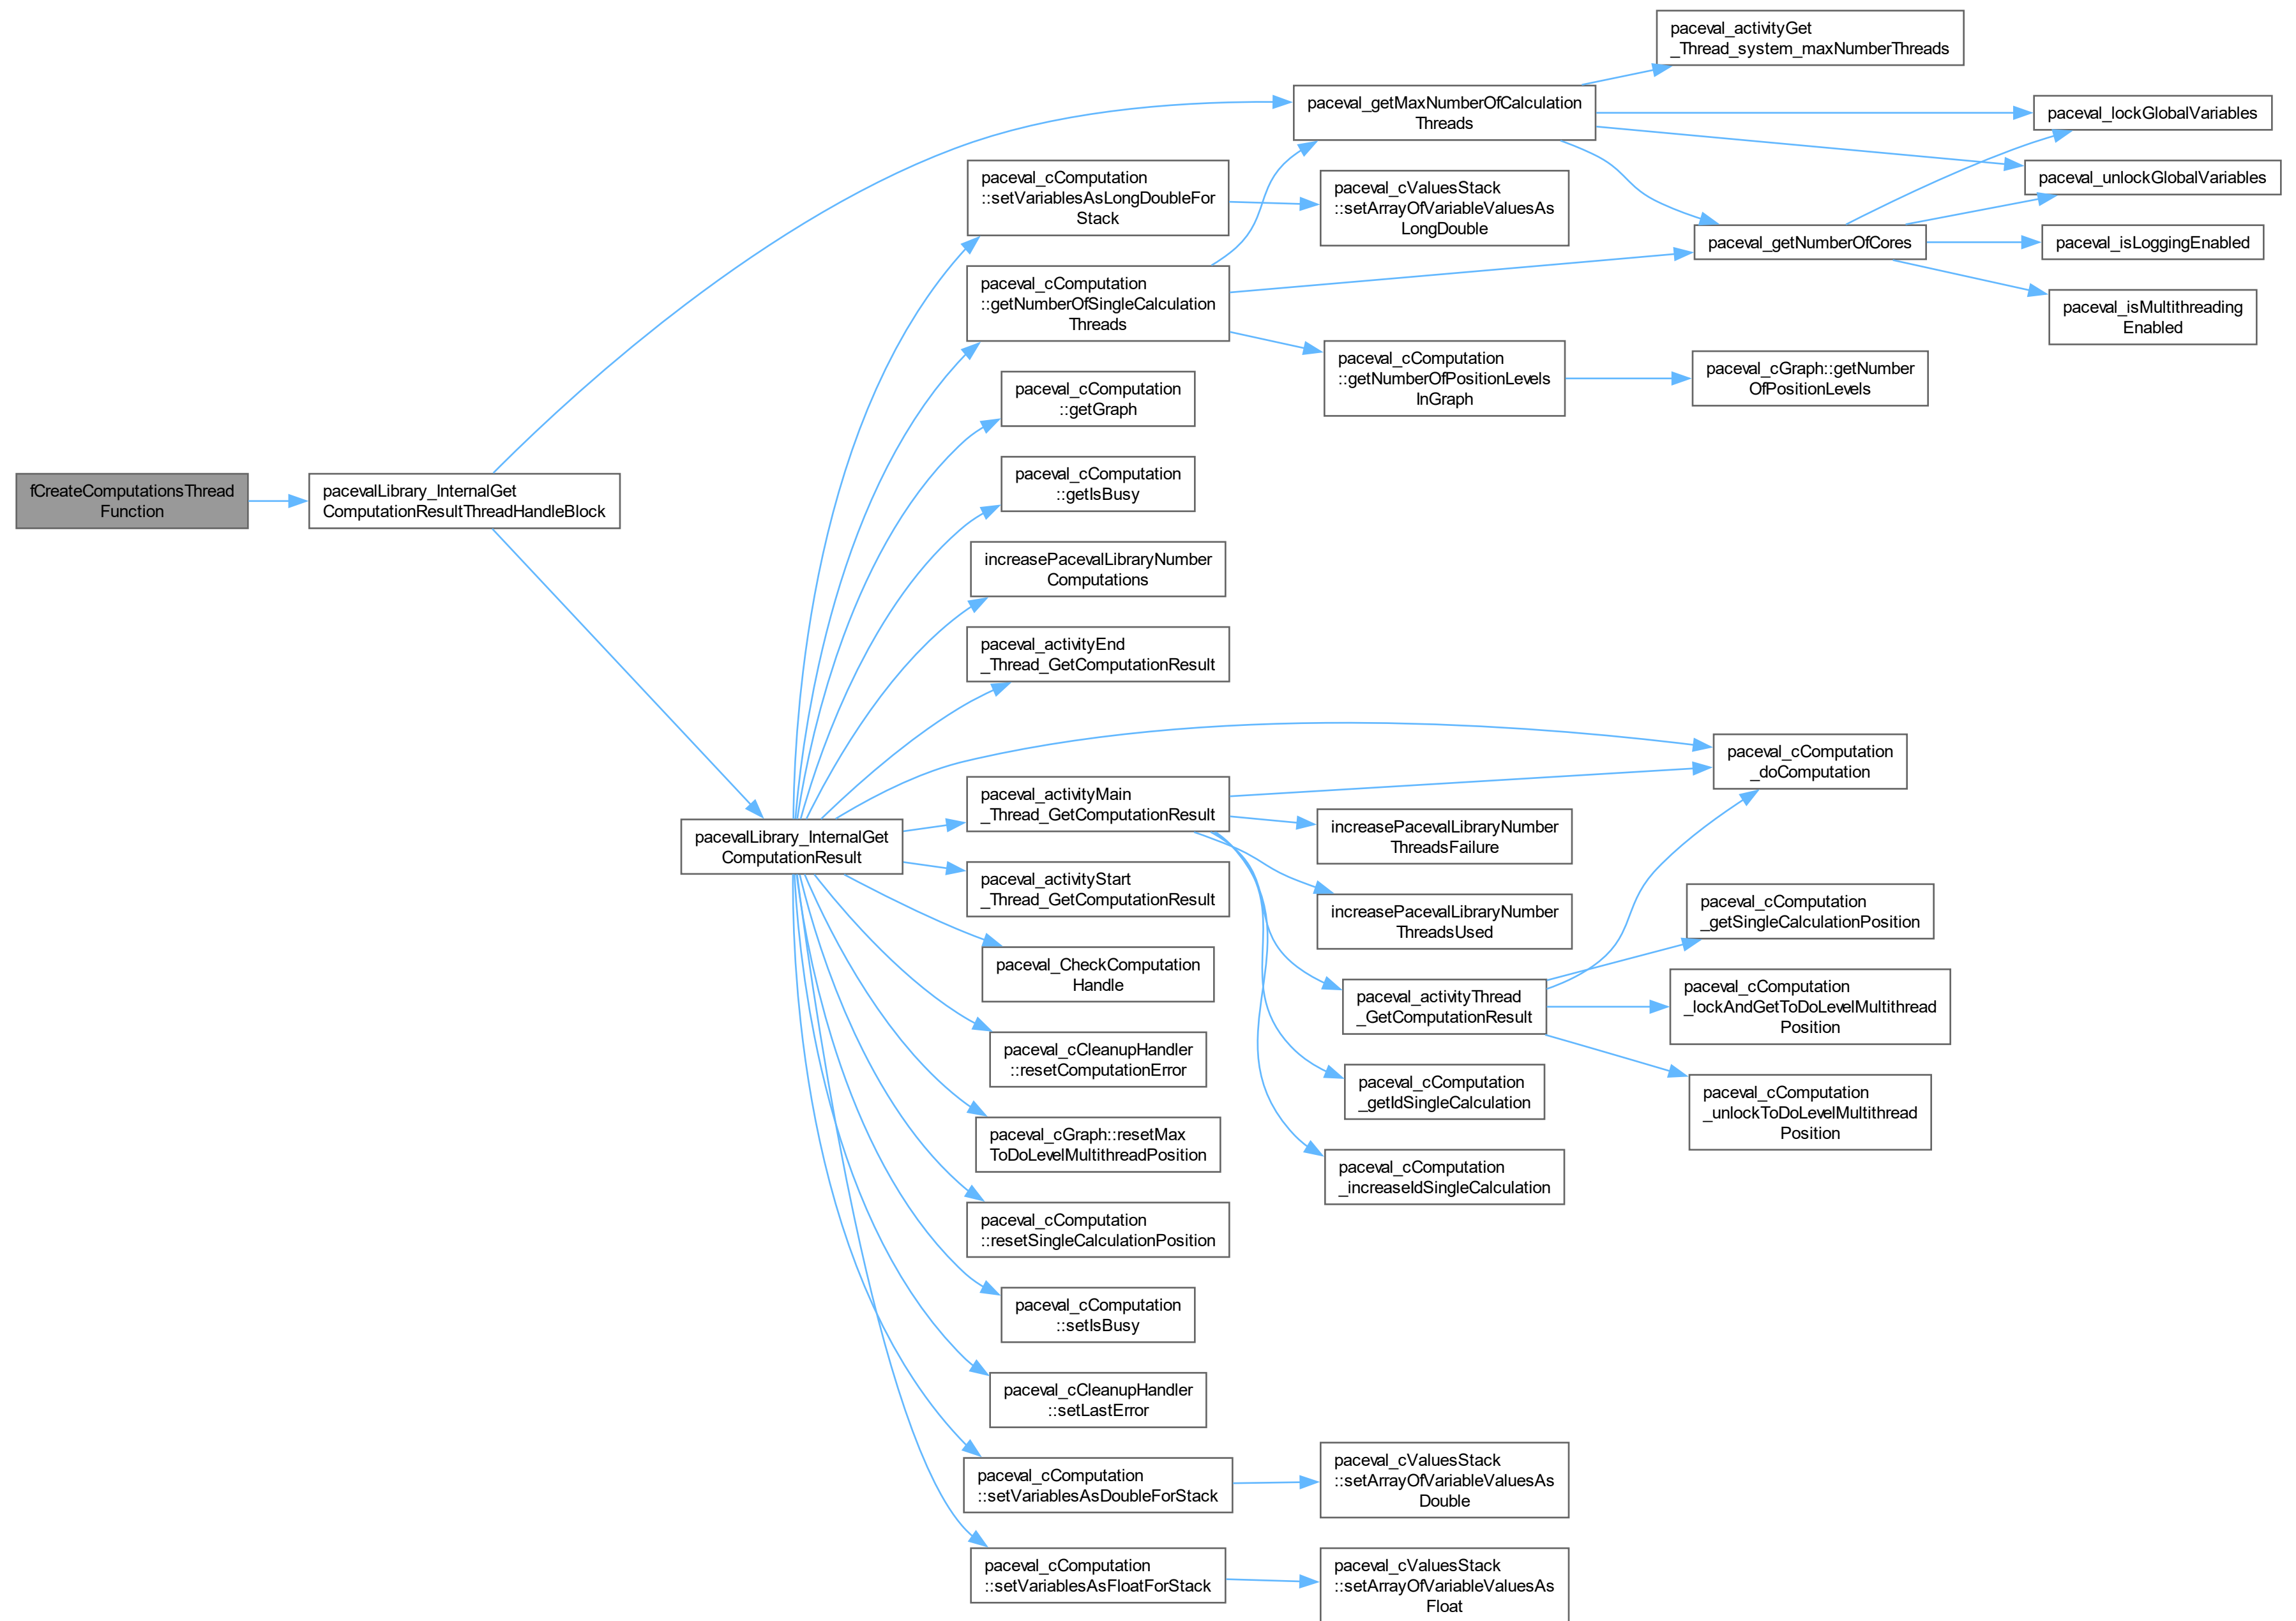 fCreateComputationsThread
Function
pacevalLibrary_InternalGet
ComputationResultThreadHandleBlock
pacevalLibrary_InternalGet
ComputationResult
paceval_cComputation
::setVariablesAsLongDoubleFor
Stack
paceval_cComputation
::getNumberOfSingleCalculation
Threads
paceval_cComputation
::getGraph
paceval_cComputation
::getIsBusy
increasePacevalLibraryNumber
Computations
paceval_activityEnd
_Thread_GetComputationResult
paceval_activityMain
_Thread_GetComputationResult
paceval_activityStart
_Thread_GetComputationResult
paceval_CheckComputation
Handle
paceval_cCleanupHandler
::resetComputationError
paceval_cGraph::resetMax
ToDoLevelMultithreadPosition
paceval_cComputation
::resetSingleCalculationPosition
paceval_cComputation
::setIsBusy
paceval_cCleanupHandler
::setLastError
paceval_cComputation
::setVariablesAsDoubleForStack
paceval_cComputation
::setVariablesAsFloatForStack
paceval_getMaxNumberOfCalculation
Threads
paceval_cValuesStack
::setArrayOfVariableValuesAs
LongDouble
paceval_cComputation
::getNumberOfPositionLevels
InGraph
increasePacevalLibraryNumber
ThreadsFailure
increasePacevalLibraryNumber
ThreadsUsed
paceval_activityThread
_GetComputationResult
paceval_cComputation
_getIdSingleCalculation
paceval_cComputation
_increaseIdSingleCalculation
paceval_cValuesStack
::setArrayOfVariableValuesAs
Double
paceval_cValuesStack
::setArrayOfVariableValuesAs
Float
paceval_activityGet
_Thread_system_maxNumberThreads
paceval_getNumberOfCores
paceval_cGraph::getNumber
OfPositionLevels
paceval_cComputation
_doComputation
paceval_cComputation
_getSingleCalculationPosition
paceval_cComputation
_lockAndGetToDoLevelMultithread
Position
paceval_cComputation
_unlockToDoLevelMultithread
Position
paceval_lockGlobalVariables
paceval_unlockGlobalVariables
paceval_isLoggingEnabled
paceval_isMultithreading
Enabled